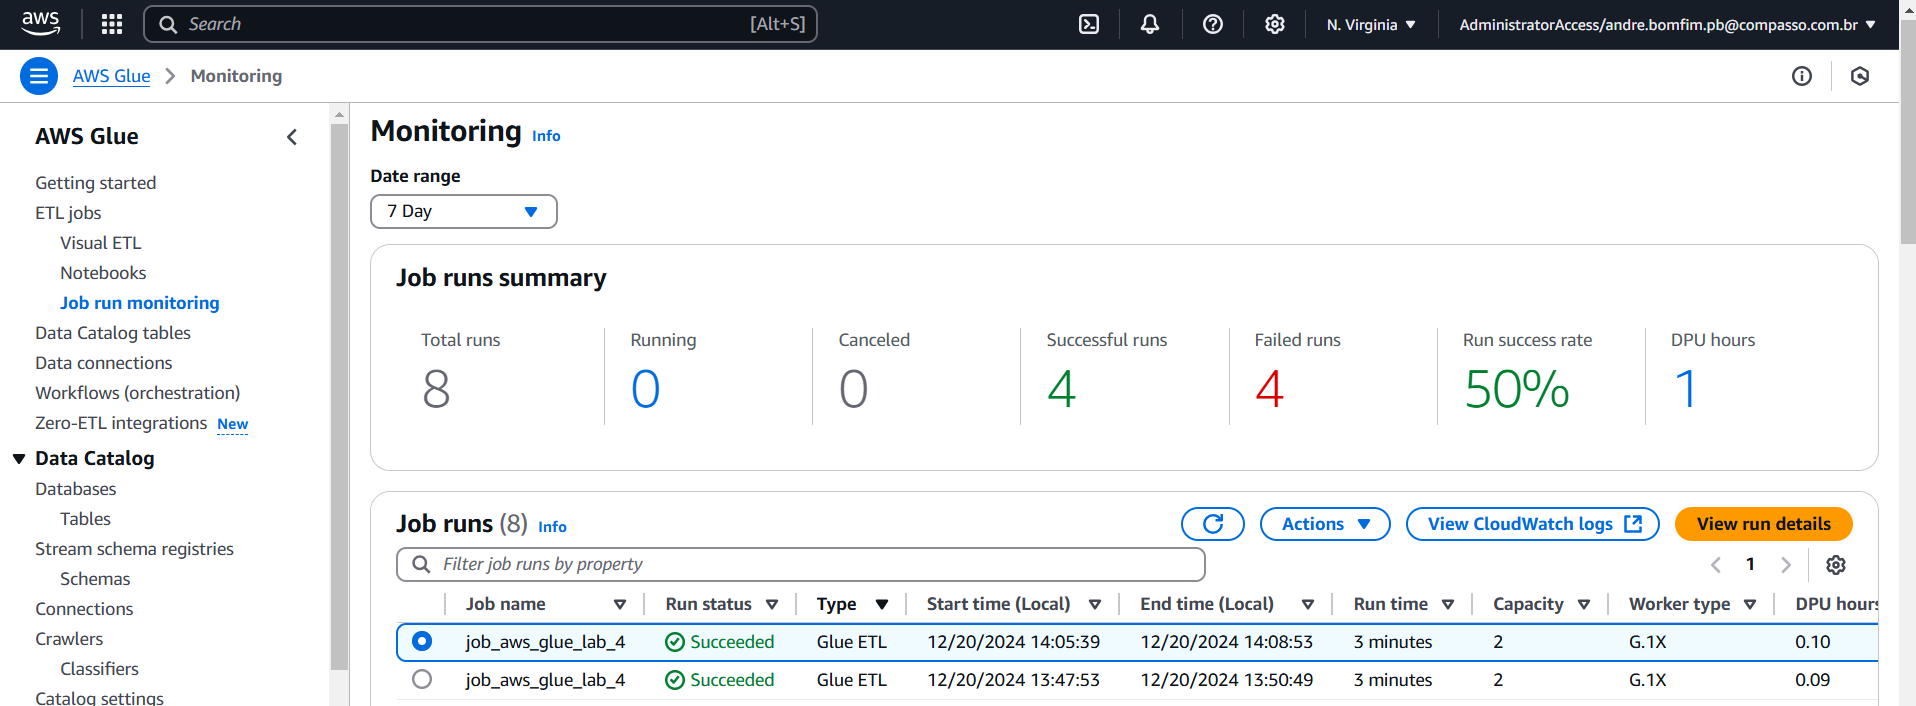 aws Search [Alt+S] N. Virginia AdministratorAccess/andre.bomfim.pb@compasso.com.br
AWS Glue Monitoring
AWS Glue
Getting started
ETL jobs
Visual ETL
Notebooks
Job run monitoring
Data Catalog tables
Data connections
Workflows (orchestration)
Zero-ETL integrations New
Data Catalog
Databases
Tables
Stream schema registries
Schemas
Connections
Crawlers
Classifiers
Catalog settings
Monitoring Info
Date range
7 Day
Job runs summary
Total runs Running Canceled Successful runs Failed runs Run success rate DPU hours
8 0 0 4 4 50% 1
Job runs (8) Info Actions View CloudWatch logs View run details
Filter job runs by property 1
Job name Run status Type Start time (Local) End time (Local) Run time Capacity Worker type DPU hours
job_aws_glue_lab_4 Succeeded Glue ETL 12/20/2024 14:05:39 12/20/2024 14:08:53 3 minutes 2 G.1X 0.10
job_aws_glue_lab_4 Succeeded Glue ETL 12/20/2024 13:47:53 12/20/2024 13:50:49 3 minutes 2 G.1X 0.09